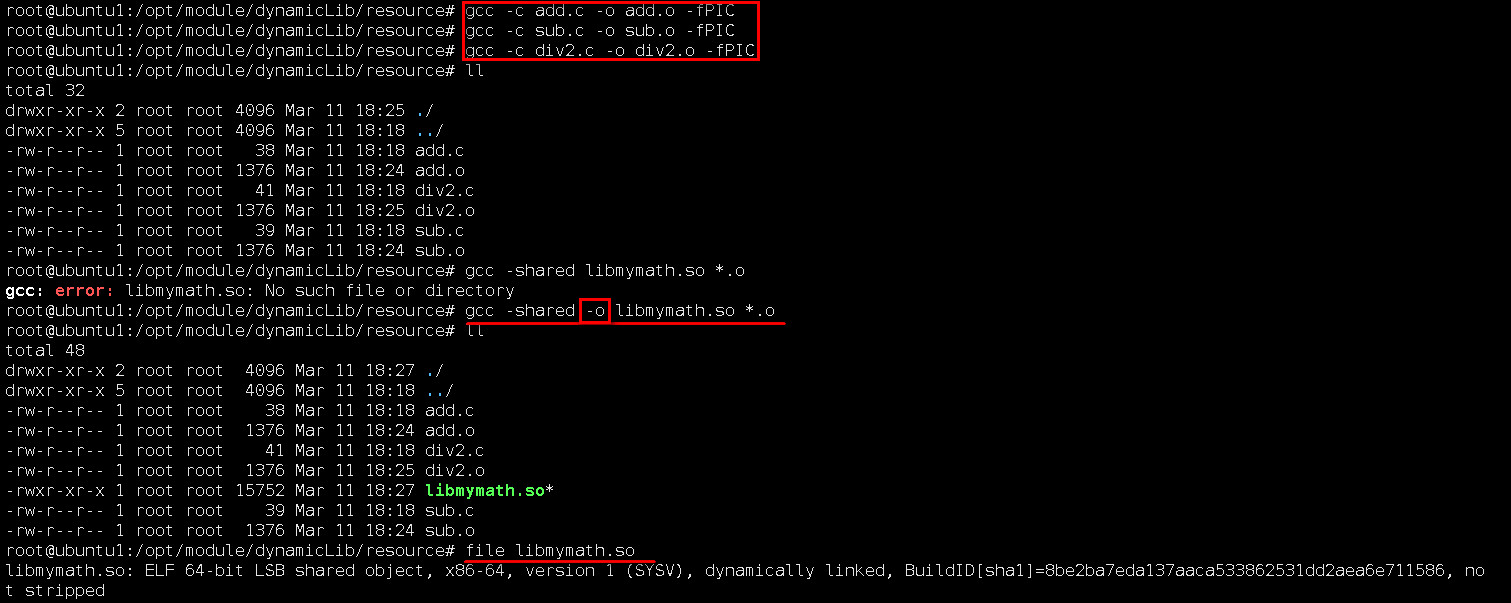 root@ubuntu1:/opt/module/dynamicLib/resource# gcc -c add.c -o add.o -fPIC
root@ubuntu1:/opt/module/dynamicLib/resource# gcc -c sub.c -o sub.o -fPIC
root@ubuntu1:/opt/module/dynamicLib/resource# gcc -c div2.c -o div2.o -fPIC
root@ubuntu1:/opt/module/dynamicLib/resource# ll
total 32
drwxr-xr-x 2 root root 4096 Mar 11 18:25 ./
drwxr-xr-x 5 root root 4096 Mar 11 18:18 ../
-rw-r--r-- 1 root root   38 Mar 11 18:18 add.c
-rw-r--r-- 1 root root 1376 Mar 11 18:24 add.o
-rw-r--r-- 1 root root   41 Mar 11 18:18 div2.c
-rw-r--r-- 1 root root 1376 Mar 11 18:25 div2.o
-rw-r--r-- 1 root root   39 Mar 11 18:18 sub.c
-rw-r--r-- 1 root root 1376 Mar 11 18:24 sub.o
root@ubuntu1:/opt/module/dynamicLib/resource# gcc -shared libmymath.so *.o
gcc: error: libmymath.so: No such file or directory
root@ubuntu1:/opt/module/dynamicLib/resource# gcc -shared -o libmymath.so *.o
root@ubuntu1:/opt/module/dynamicLib/resource# ll
total 48
drwxr-xr-x 2 root root  4096 Mar 11 18:27 ./
drwxr-xr-x 5 root root  4096 Mar 11 18:18 ../
-rw-r--r-- 1 root root    38 Mar 11 18:18 add.c
-rw-r--r-- 1 root root  1376 Mar 11 18:24 add.o
-rw-r--r-- 1 root root    41 Mar 11 18:18 div2.c
-rw-r--r-- 1 root root  1376 Mar 11 18:25 div2.o
-rwxr-xr-x 1 root root 15752 Mar 11 18:27 libmymath.so*
-rw-r--r-- 1 root root    39 Mar 11 18:18 sub.c
-rw-r--r-- 1 root root  1376 Mar 11 18:24 sub.o
root@ubuntu1:/opt/module/dynamicLib/resource# file libmymath.so
libmymath.so: ELF 64-bit LSB shared object, x86-64, version 1 (SYSV), dynamically linked, BuildID[sha1]=8be2ba7eda137aaca533862531dd2aea6e711586, no
t stripped